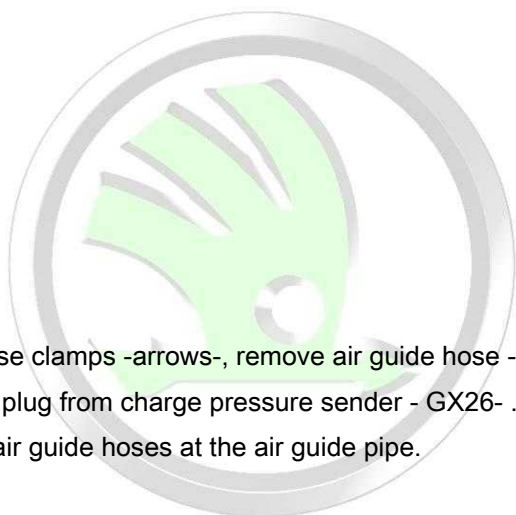 se clamps -arrows-, remove air guide hose -
plug from charge pressure sender - GX26- .
air guide hoses at the air guide pipe.